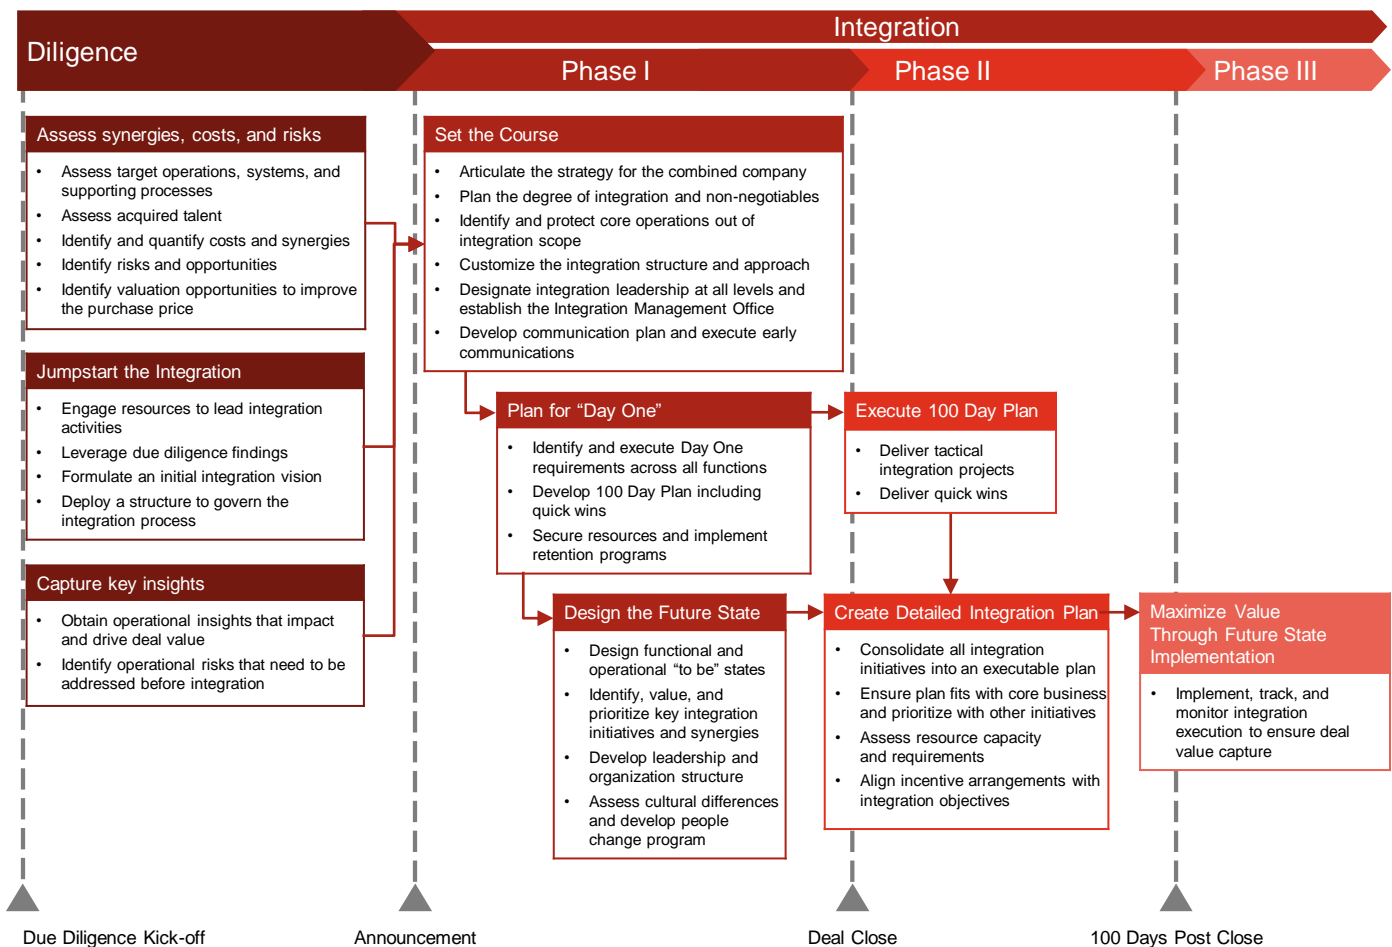 Integration
Diligence
Phase I
Phase II
Phase III
Assess synergies, costs, and risks
• Assess target operations, systems, and
supporting processes
• Assess acquired talent
• Identify and quantify costs and synergies
• Identify risks and opportunities
• Identify valuation opportunities to improve
the purchase price
Jumpstart the Integration
• Engage resources to lead integration
activities
• Leverage due diligence findings
• Formulate an initial integration vision
• Deploy a structure to govern the
integration process
Capture key insights
• Obtain operational insights that impact
and drive deal value
• Identify operational risks that need to be
addressed before integration
Set the Course
• Articulate the strategy for the combined company
• Plan the degree of integration and non-negotiables
• Identify and protect core operations out of
integration scope
• Customize the integration structure and approach
• Designate integration leadership at all levels and
establish the Integration Management Office
• Develop communication plan and execute early
communications
Plan for “Day One”
• Identify and execute Day One
requirements across all functions
• Develop 100 Day Plan including
quick wins
• Secure resources and implement
retention programs
Execute 100 Day Plan
• Deliver tactical
integration projects
• Deliver quick wins
Design the Future State
• Design functional and
operational “to be” states
• Identify, value, and
prioritize key integration
initiatives and synergies
• Develop leadership and
organization structure
• Assess cultural differences
and develop people
change program
Create Detailed Integration Plan
• Consolidate all integration
initiatives into an executable plan
• Ensure plan fits with core business
and prioritize with other initiatives
• Assess resource capacity
and requirements
• Align incentive arrangements with
integration objectives
Maximize Value
Through Future State
Implementation
• Implement, track, and
monitor integration
execution to ensure deal
value capture
Due Diligence Kick-off
Announcement
Deal Close
100 Days Post Close